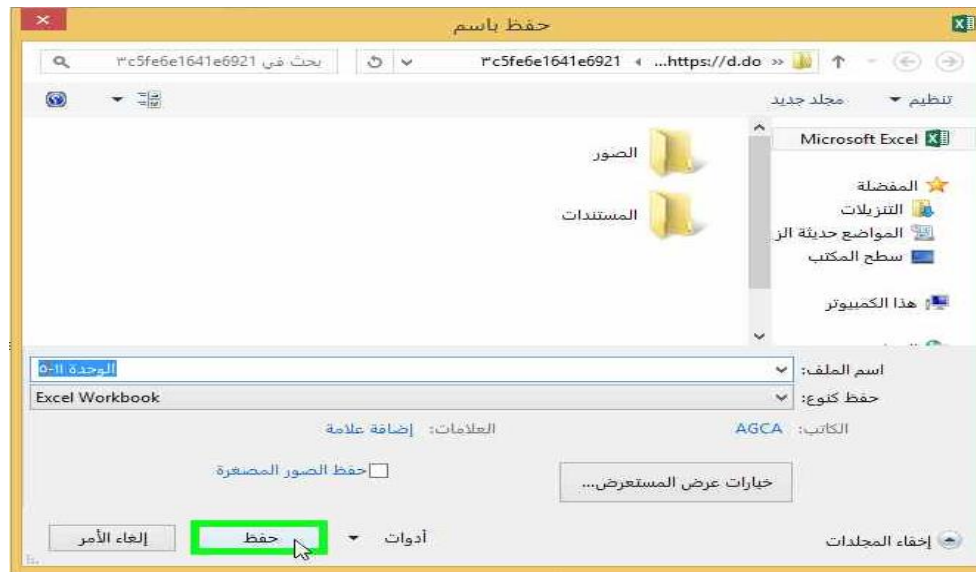 حفظ باسم
https://d.do... ◂ ٣c5fe6e1641e6921
بحث في ٣c5fe6e1641e6921
تنظيم
مجلد جديد
Microsoft Excel
المفضلة
التنزيلات
المواضع حديثة الز
سطح المكتب
هذا الكمبيوتر
الصور
المستندات
اسم الملف: الوحدة ١١-٥
حفظ كنوع: Excel Workbook
الكاتب: AGCA العلامات: إضافة علامة
حفظ الصور المصغرة
خيارات عرض المستعرض...
إخفاء المجلدات أدوات حفظ إلغاء الأمر